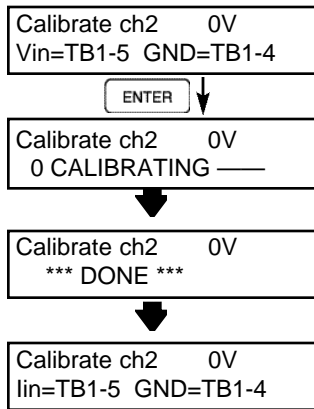 Calibrate ch2 0V
Vin=TB1-5 GND=TB1-4
ENTER
Calibrate ch2 0V
0 CALIBRATING ——
Calibrate ch2 0V
*** DONE ***
Calibrate ch2 0V
Iin=TB1-5 GND=TB1-4